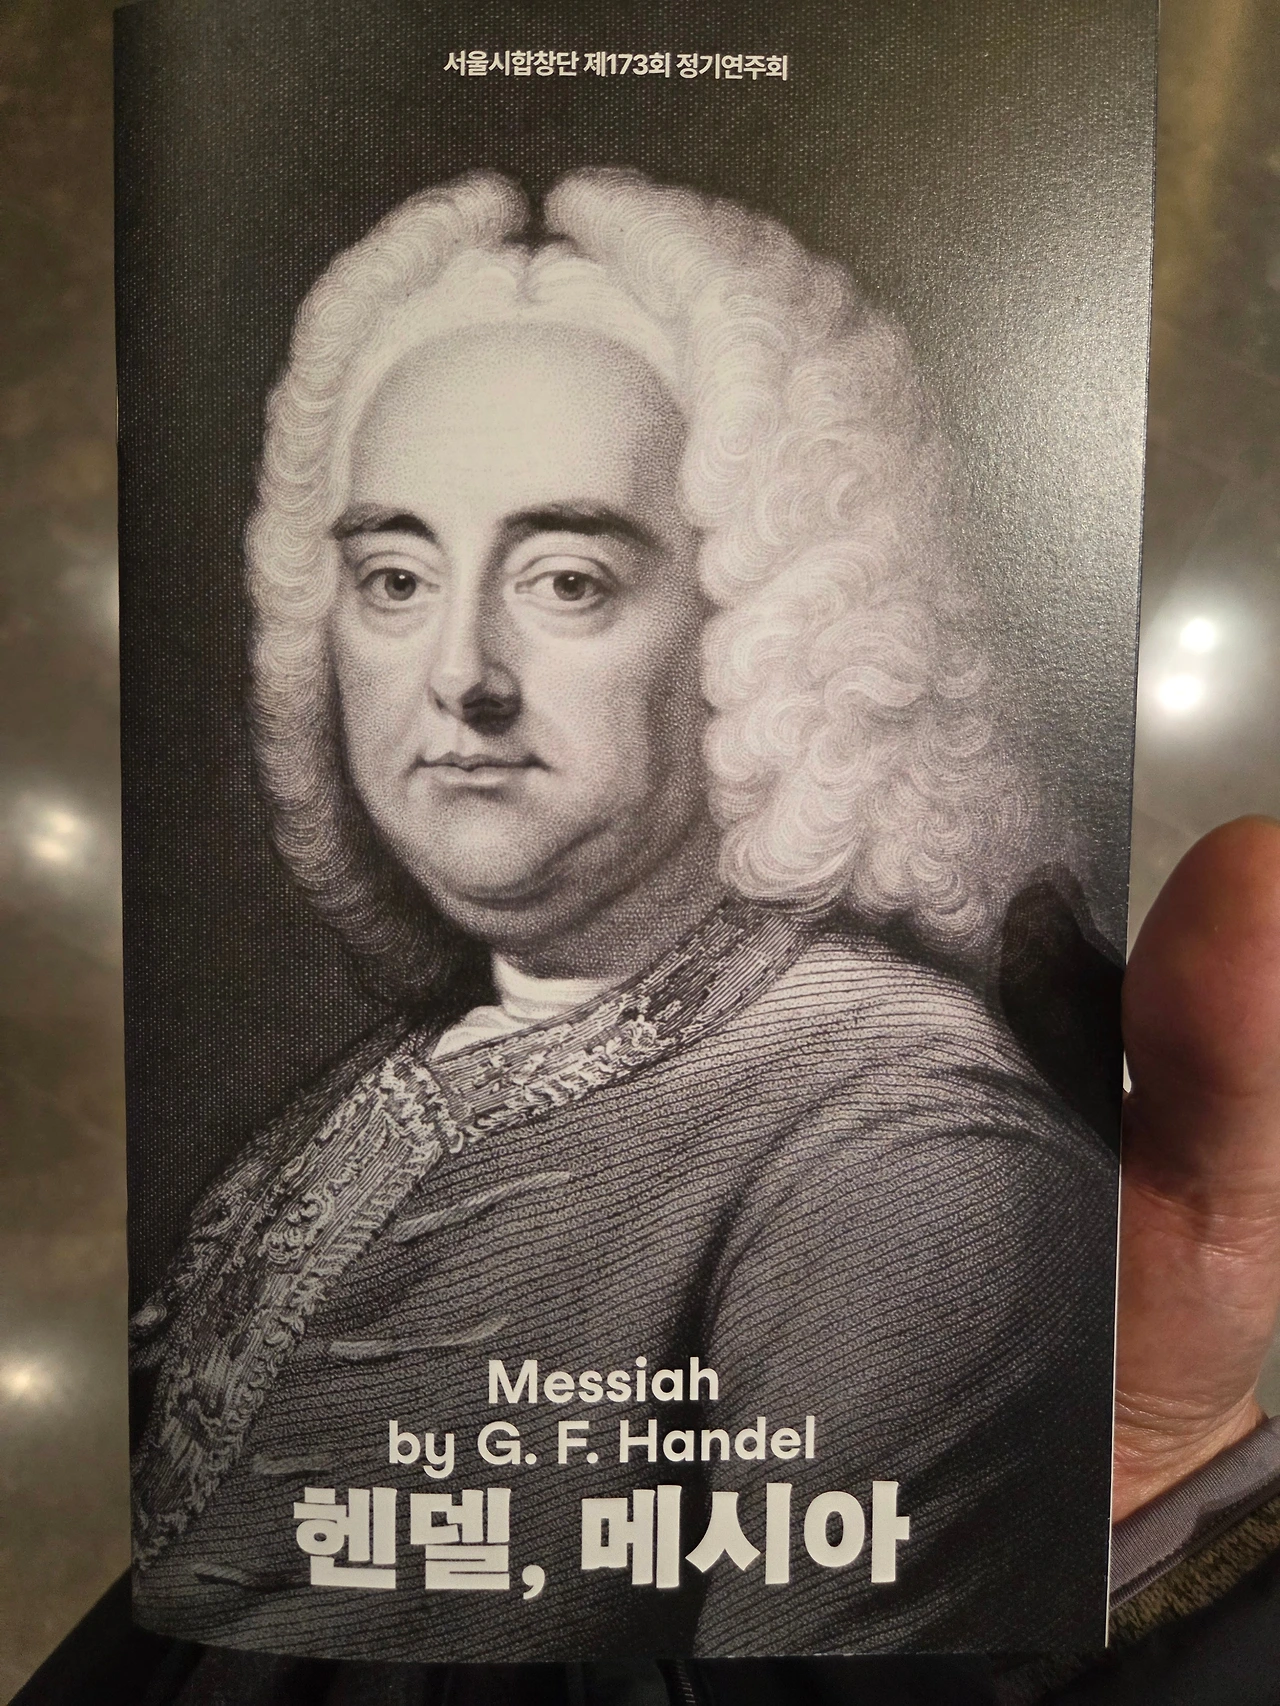 서울시합창단 제173회 정기연주회
Messiah
by G. F. Handel
헨델, 메시아